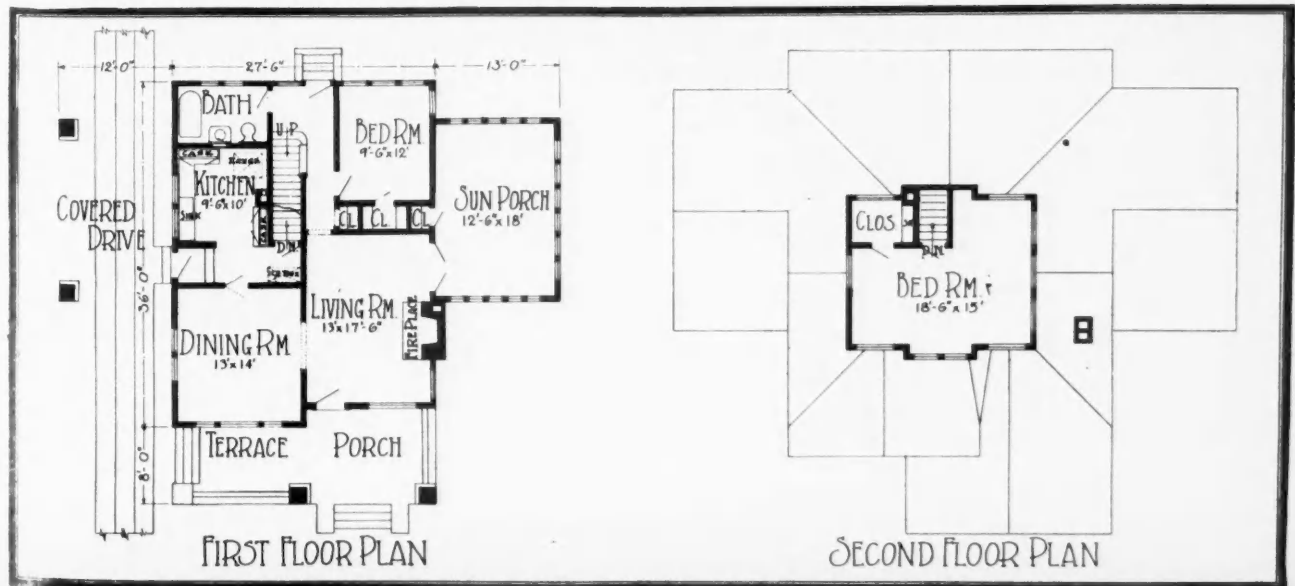 12'-0"
27'-6"
13'-0"
BATH
UP
BED RM.
9'-6"x12'
CASE
KITCHEN
9'-6"x10'
SINK
CASE
COVERED
DRIVE
CL
CL
CL
SUN PORCH
12'-6"x18'
DN.
36'-0"
LIVING RM.
13'x17'-6"
FIRE PLACE
DINING RM.
13'x14'
8'-0"
TERRACE
PORCH
FIRST FLOOR PLAN
CLOS.
DN.
BED RM.
18'-6"x15'
SECOND FLOOR PLAN